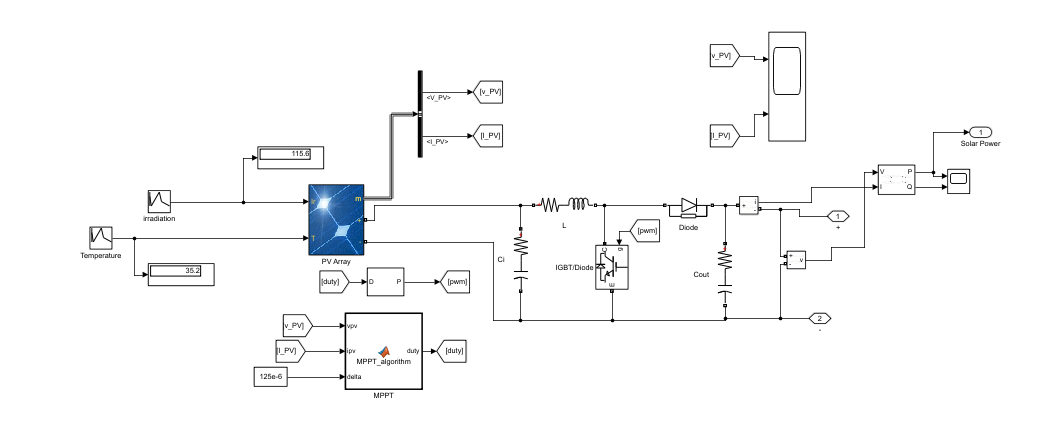 v_PV]
[I_PV]
<V_PV>
[v_PV]
<I_PV>
[I_PV]
115.6
irradiation
Temperature
35.2
Ir
T
m
+
-
PV Array
[duty]
D
P
[pwm]
v_PV]
[I_PV]
125e-6
vpv
ipv
delta
MPPT_algorithm
duty
[duty]
MPPT
Ci
L
IGBT/Diode
C
g
E
[pwm]
Diode
Cout
+
-
i
+
-
v
V
I
P
Q
1
Solar Power
1
+
2
-